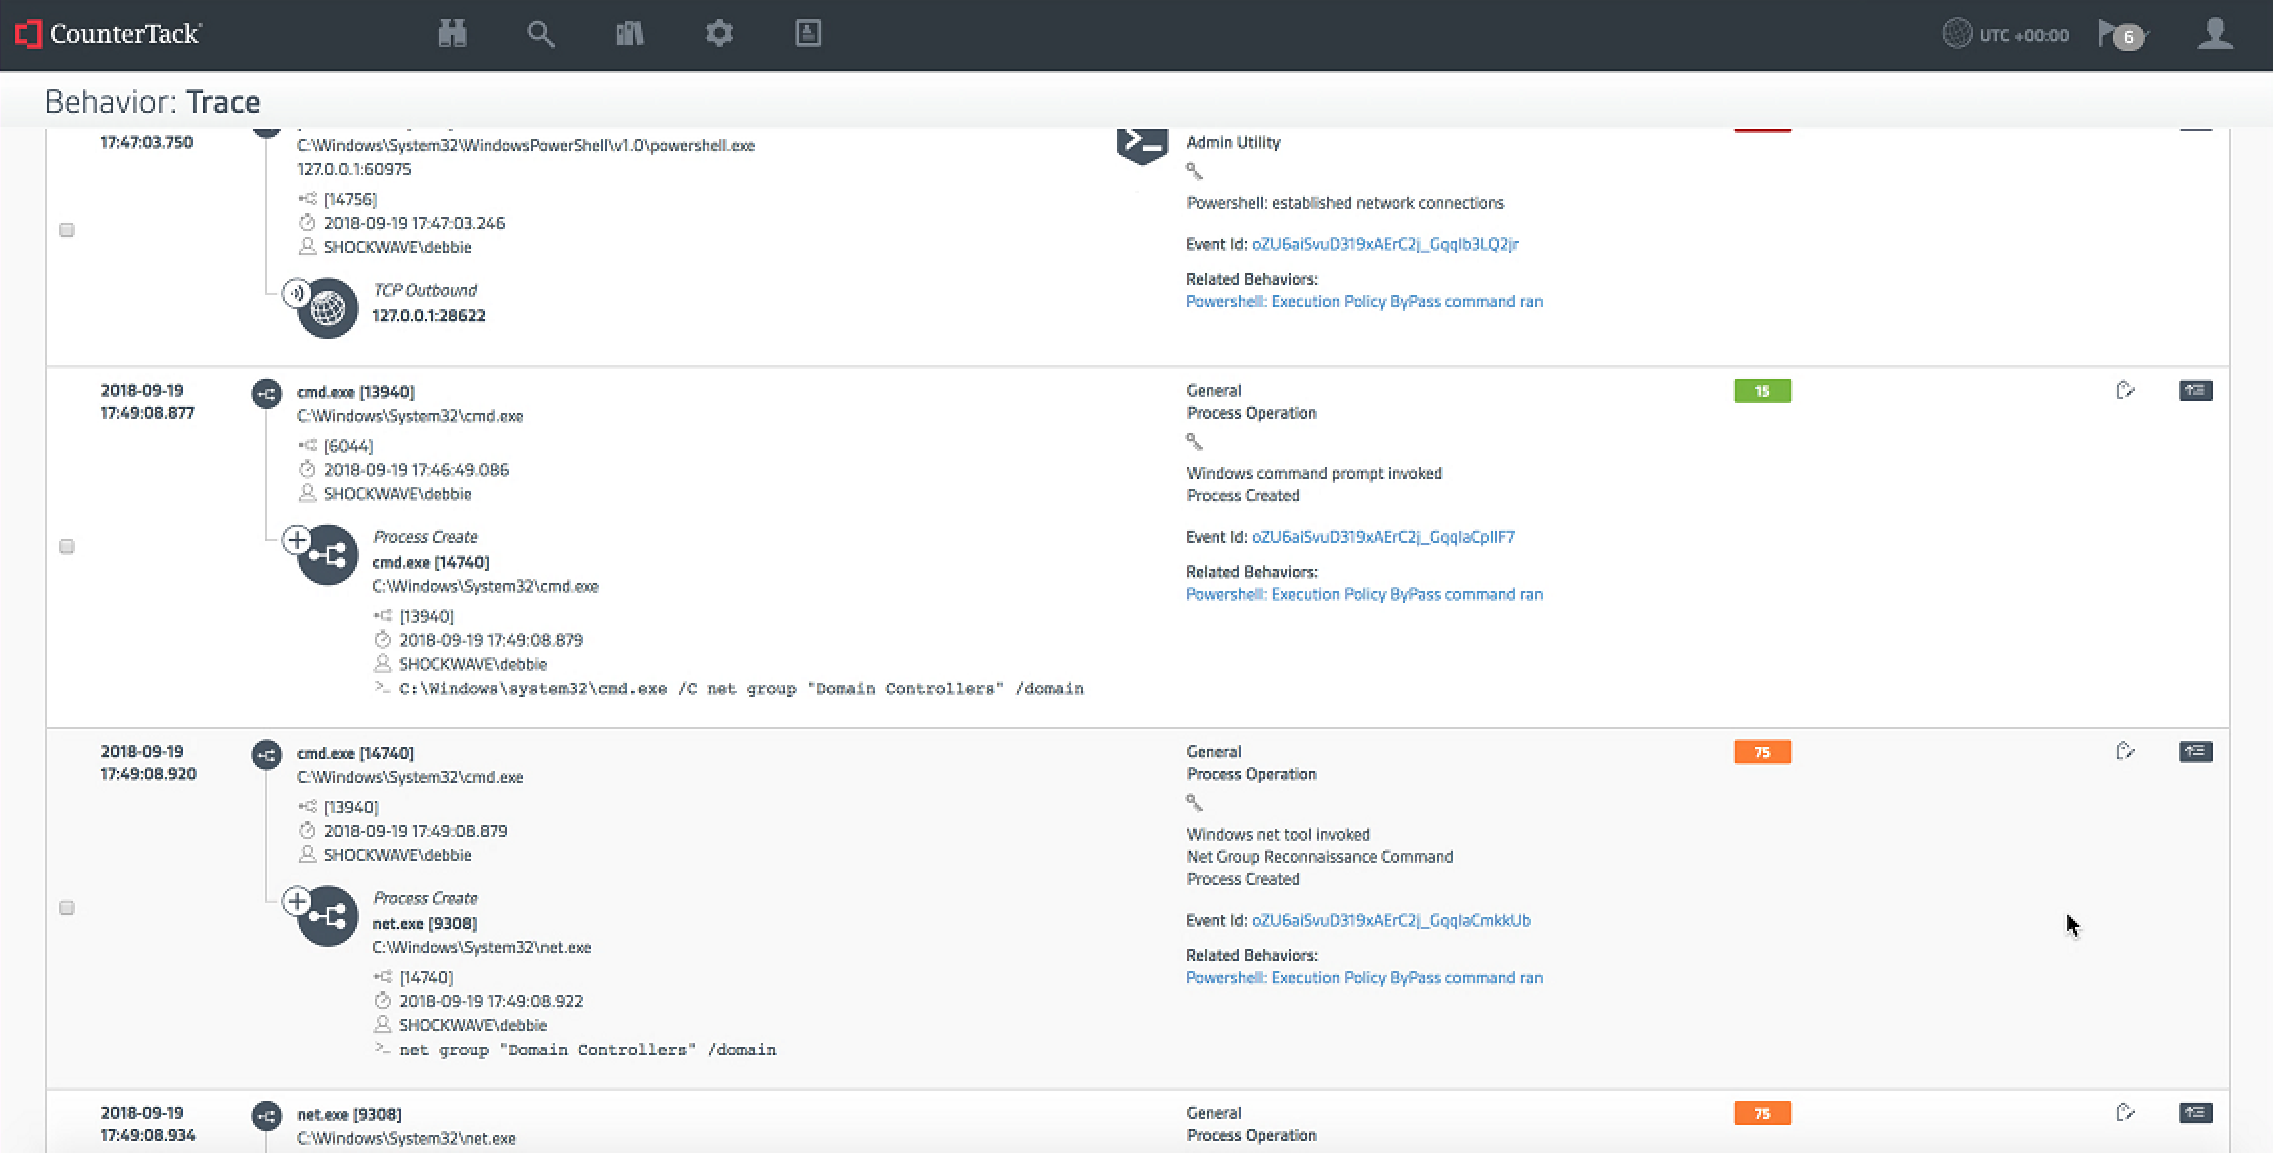 CounterTack
UTC +00:00
6
Behavior: Trace
17:47:03.750
C:\Windows\System32\WindowsPowerShell\v1.0\powershell.exe
127.0.0.1:60975
[14756]
2018-09-19 17:47:03.246
SHOCKWAVE\debbie
TCP Outbound
127.0.0.1:28622
Admin Utility
Powershell: established network connections
Event Id: oZU6aiSvuD319xAErC2j_Gqqlb3LQ2jr
Related Behaviors:
Powershell: Execution Policy ByPass command ran
2018-09-19
17:49:08.877
cmd.exe [13940]
C:\Windows\System32\cmd.exe
[6044]
2018-09-19 17:46:49.086
SHOCKWAVE\debbie
Process Create
cmd.exe [14740]
C:\Windows\System32\cmd.exe
[13940]
2018-09-19 17:49:08.879
SHOCKWAVE\debbie
>_ C:\Windows\system32\cmd.exe /C net group "Domain Controllers" /domain
General
Process Operation
Windows command prompt invoked
Process Created
Event Id: oZU6aiSvuD319xAErC2j_GqqlaCpllF7
Related Behaviors:
Powershell: Execution Policy ByPass command ran
15
2018-09-19
17:49:08.920
cmd.exe [14740]
C:\Windows\System32\cmd.exe
[13940]
2018-09-19 17:49:08.879
SHOCKWAVE\debbie
Process Create
net.exe [9308]
C:\Windows\System32\net.exe
[14740]
2018-09-19 17:49:08.922
SHOCKWAVE\debbie
>_ net group "Domain Controllers" /domain
General
Process Operation
Windows net tool invoked
Net Group Reconnaissance Command
Process Created
Event Id: oZU6aiSvuD319xAErC2j_GqqlaCmkkUb
Related Behaviors:
Powershell: Execution Policy ByPass command ran
75
2018-09-19
17:49:08.934
net.exe [9308]
C:\Windows\System32\net.exe
General
Process Operation
75